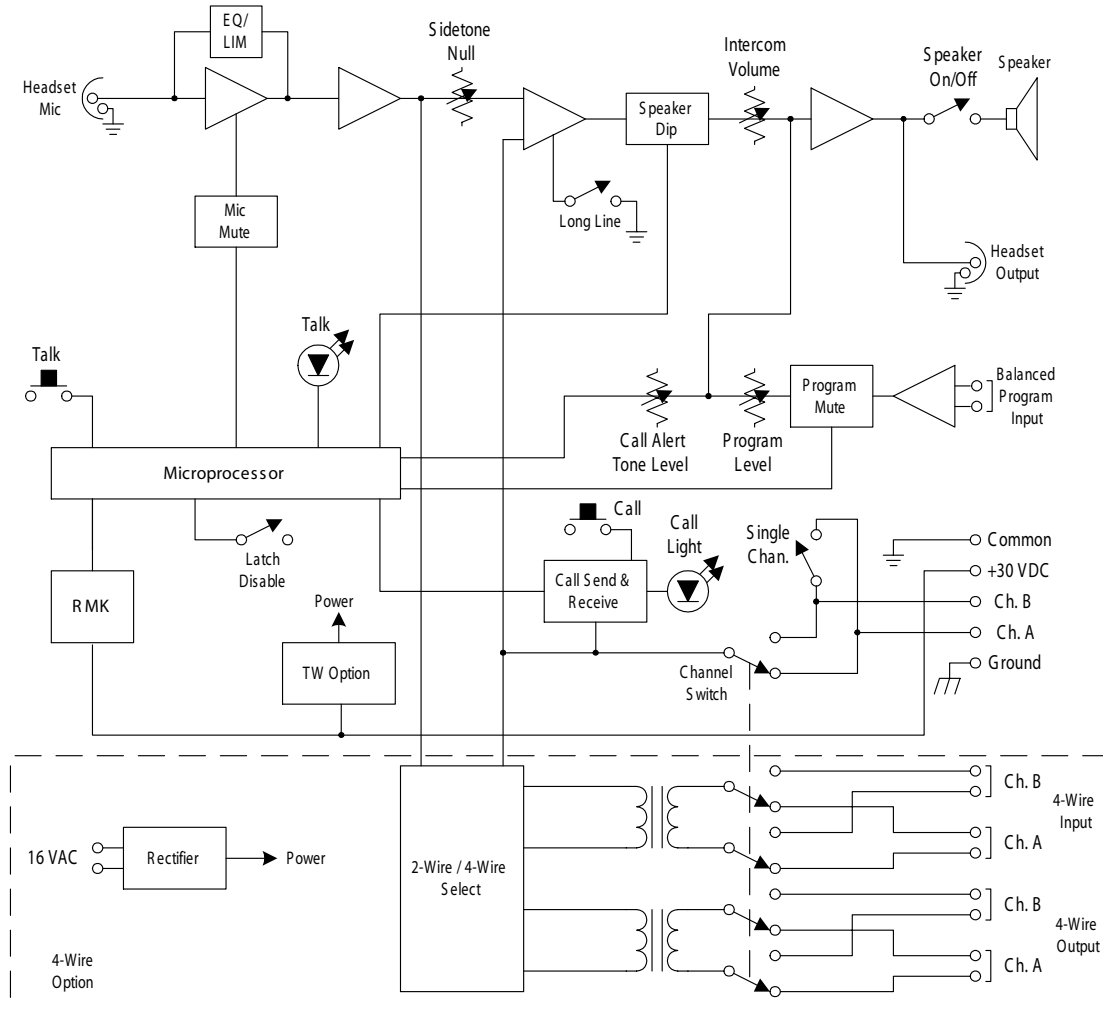 EQ/
LIM
Sidetone
Null
Intercom
Volume
Speaker
On/Off
Speaker
Headset
Mic
Speaker
Dip
Mic
Mute
Long Line
Headset
Output
Talk
Talk
Program
Mute
Balanced
Program
Input
Call Alert
Tone Level
Program
Level
Microprocessor
Latch
Disable
Call
Call
Light
Single
Chan.
Common
+30 VDC
Ch. B
Ch. A
Ground
RMK
Power
TW Option
Call Send &
Receive
Channel
Switch
16 VAC
Rectifier
Power
2-Wire / 4-Wire
Select
Ch. B
4-Wire
Input
Ch. A
Ch. B
4-Wire
Output
Ch. A
4-Wire
Option